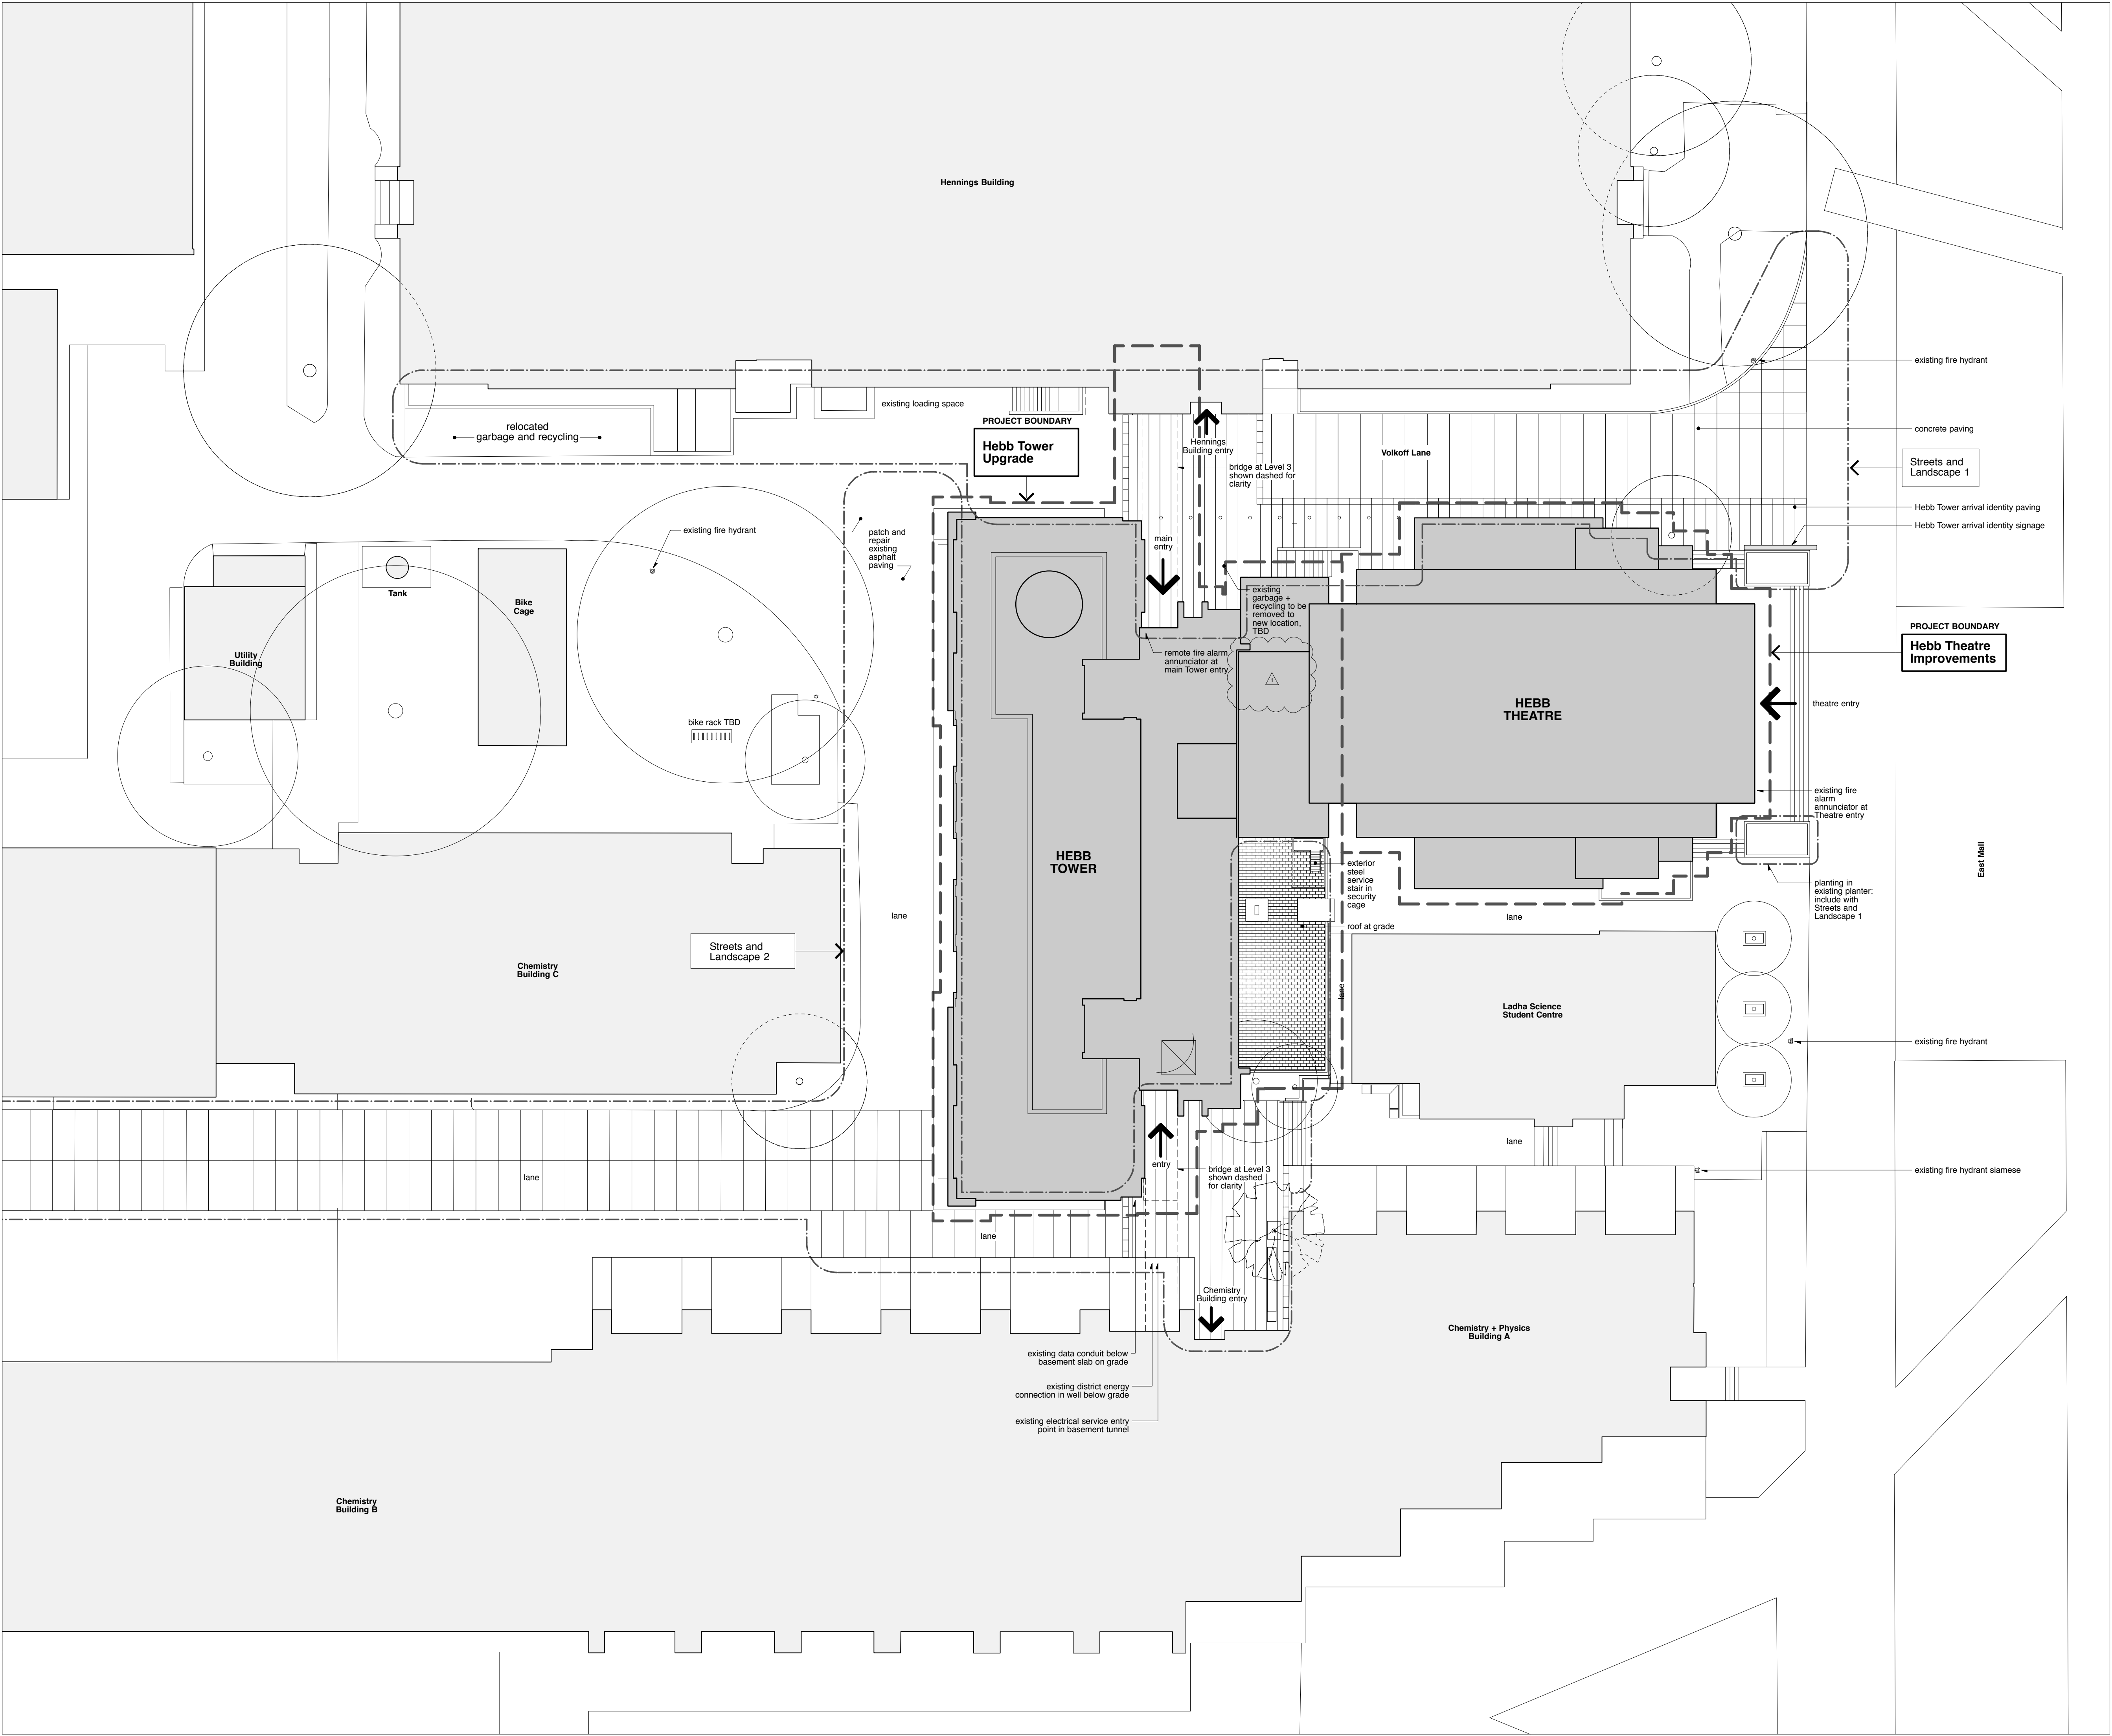 Hennings Building
existing fire hydrant
existing loading space
relocated
garbage and recycling
PROJECT BOUNDARY
Hebb Tower
Upgrade
Hennings
Building entry
bridge at Level 3
shown dashed for
clarity
Volkoff Lane
concrete paving
Streets and
Landscape 1
Hebb Tower arrival identity paving
Hebb Tower arrival identity signage
existing fire hydrant
patch and
repair
existing
asphalt
paving
main
entry
Tank
Bike
Cage
Utility
Building
existing
garbage +
recycling to be
removed to
new location,
TBD
remote fire alarm
annunciator at
main Tower entry
1
PROJECT BOUNDARY
Hebb Theatre
Improvements
HEBB
THEATRE
theatre entry
bike rack TBD
existing fire
alarm
annunciator at
Theatre entry
HEBB
TOWER
exterior
steel
service
stair in
security
cage
roof at grade
planting in
existing planter:
include with
Streets and
Landscape 1
East Mall
lane
lane
lane
Streets and
Landscape 2
Chemistry
Building C
Ladha Science
Student Centre
existing fire hydrant
lane
existing fire hydrant siamese
entry
bridge at Level 3
shown dashed
for clarity
lane
lane
Chemistry
Building entry
Chemistry + Physics
Building A
existing data conduit below
basement slab on grade
existing district energy
connection in well below grade
existing electrical service entry
point in basement tunnel
Chemistry
Building B